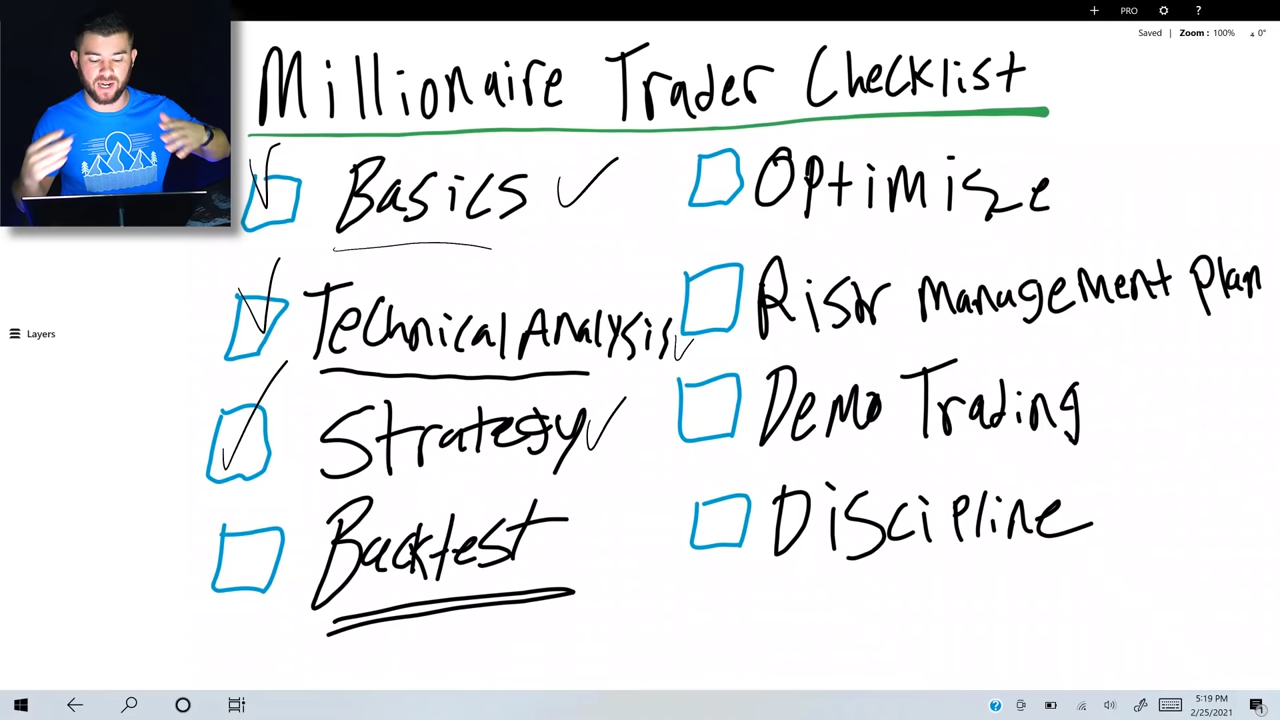 PRO
?
Saved | Zoom : 100% 0°
Millionaire Trader Checklist
Basics
Technical Analysis
Strategy
Backtest
Optimize
Risk management plan
Demo Trading
Discipline
Layers
5:19 PM
2/25/2021